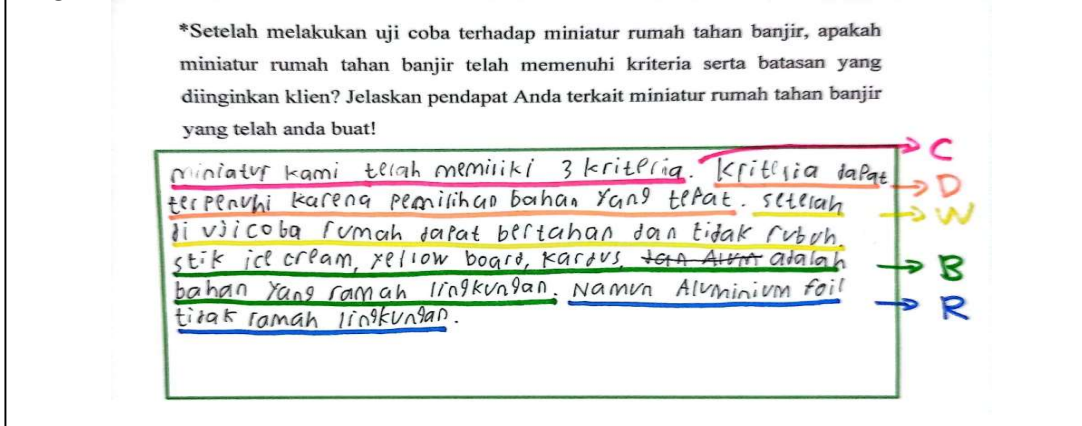 *Setelah melakukan uji coba terhadap miniatur rumah tahan banjir, apakah
miniatur rumah tahan banjir telah memenuhi kriteria serta batasan yang
diinginkan klien? Jelaskan pendapat Anda terkait miniatur rumah tahan banjir
yang telah anda buat!
miniatur kami telah memiliki 3 kriteria. Kriteria dapat
terpenuhi karena pemilihan bahan yang tepat. setelah
di ujicoba rumah dapat bertahan dan tidak rubuh.
stik ice cream, yellow board, kardus, dan Alum adalah
bahan yang ramah lingkungan. Namun Aluminium foil
tidak ramah lingkungan.
C
D
W
B
R